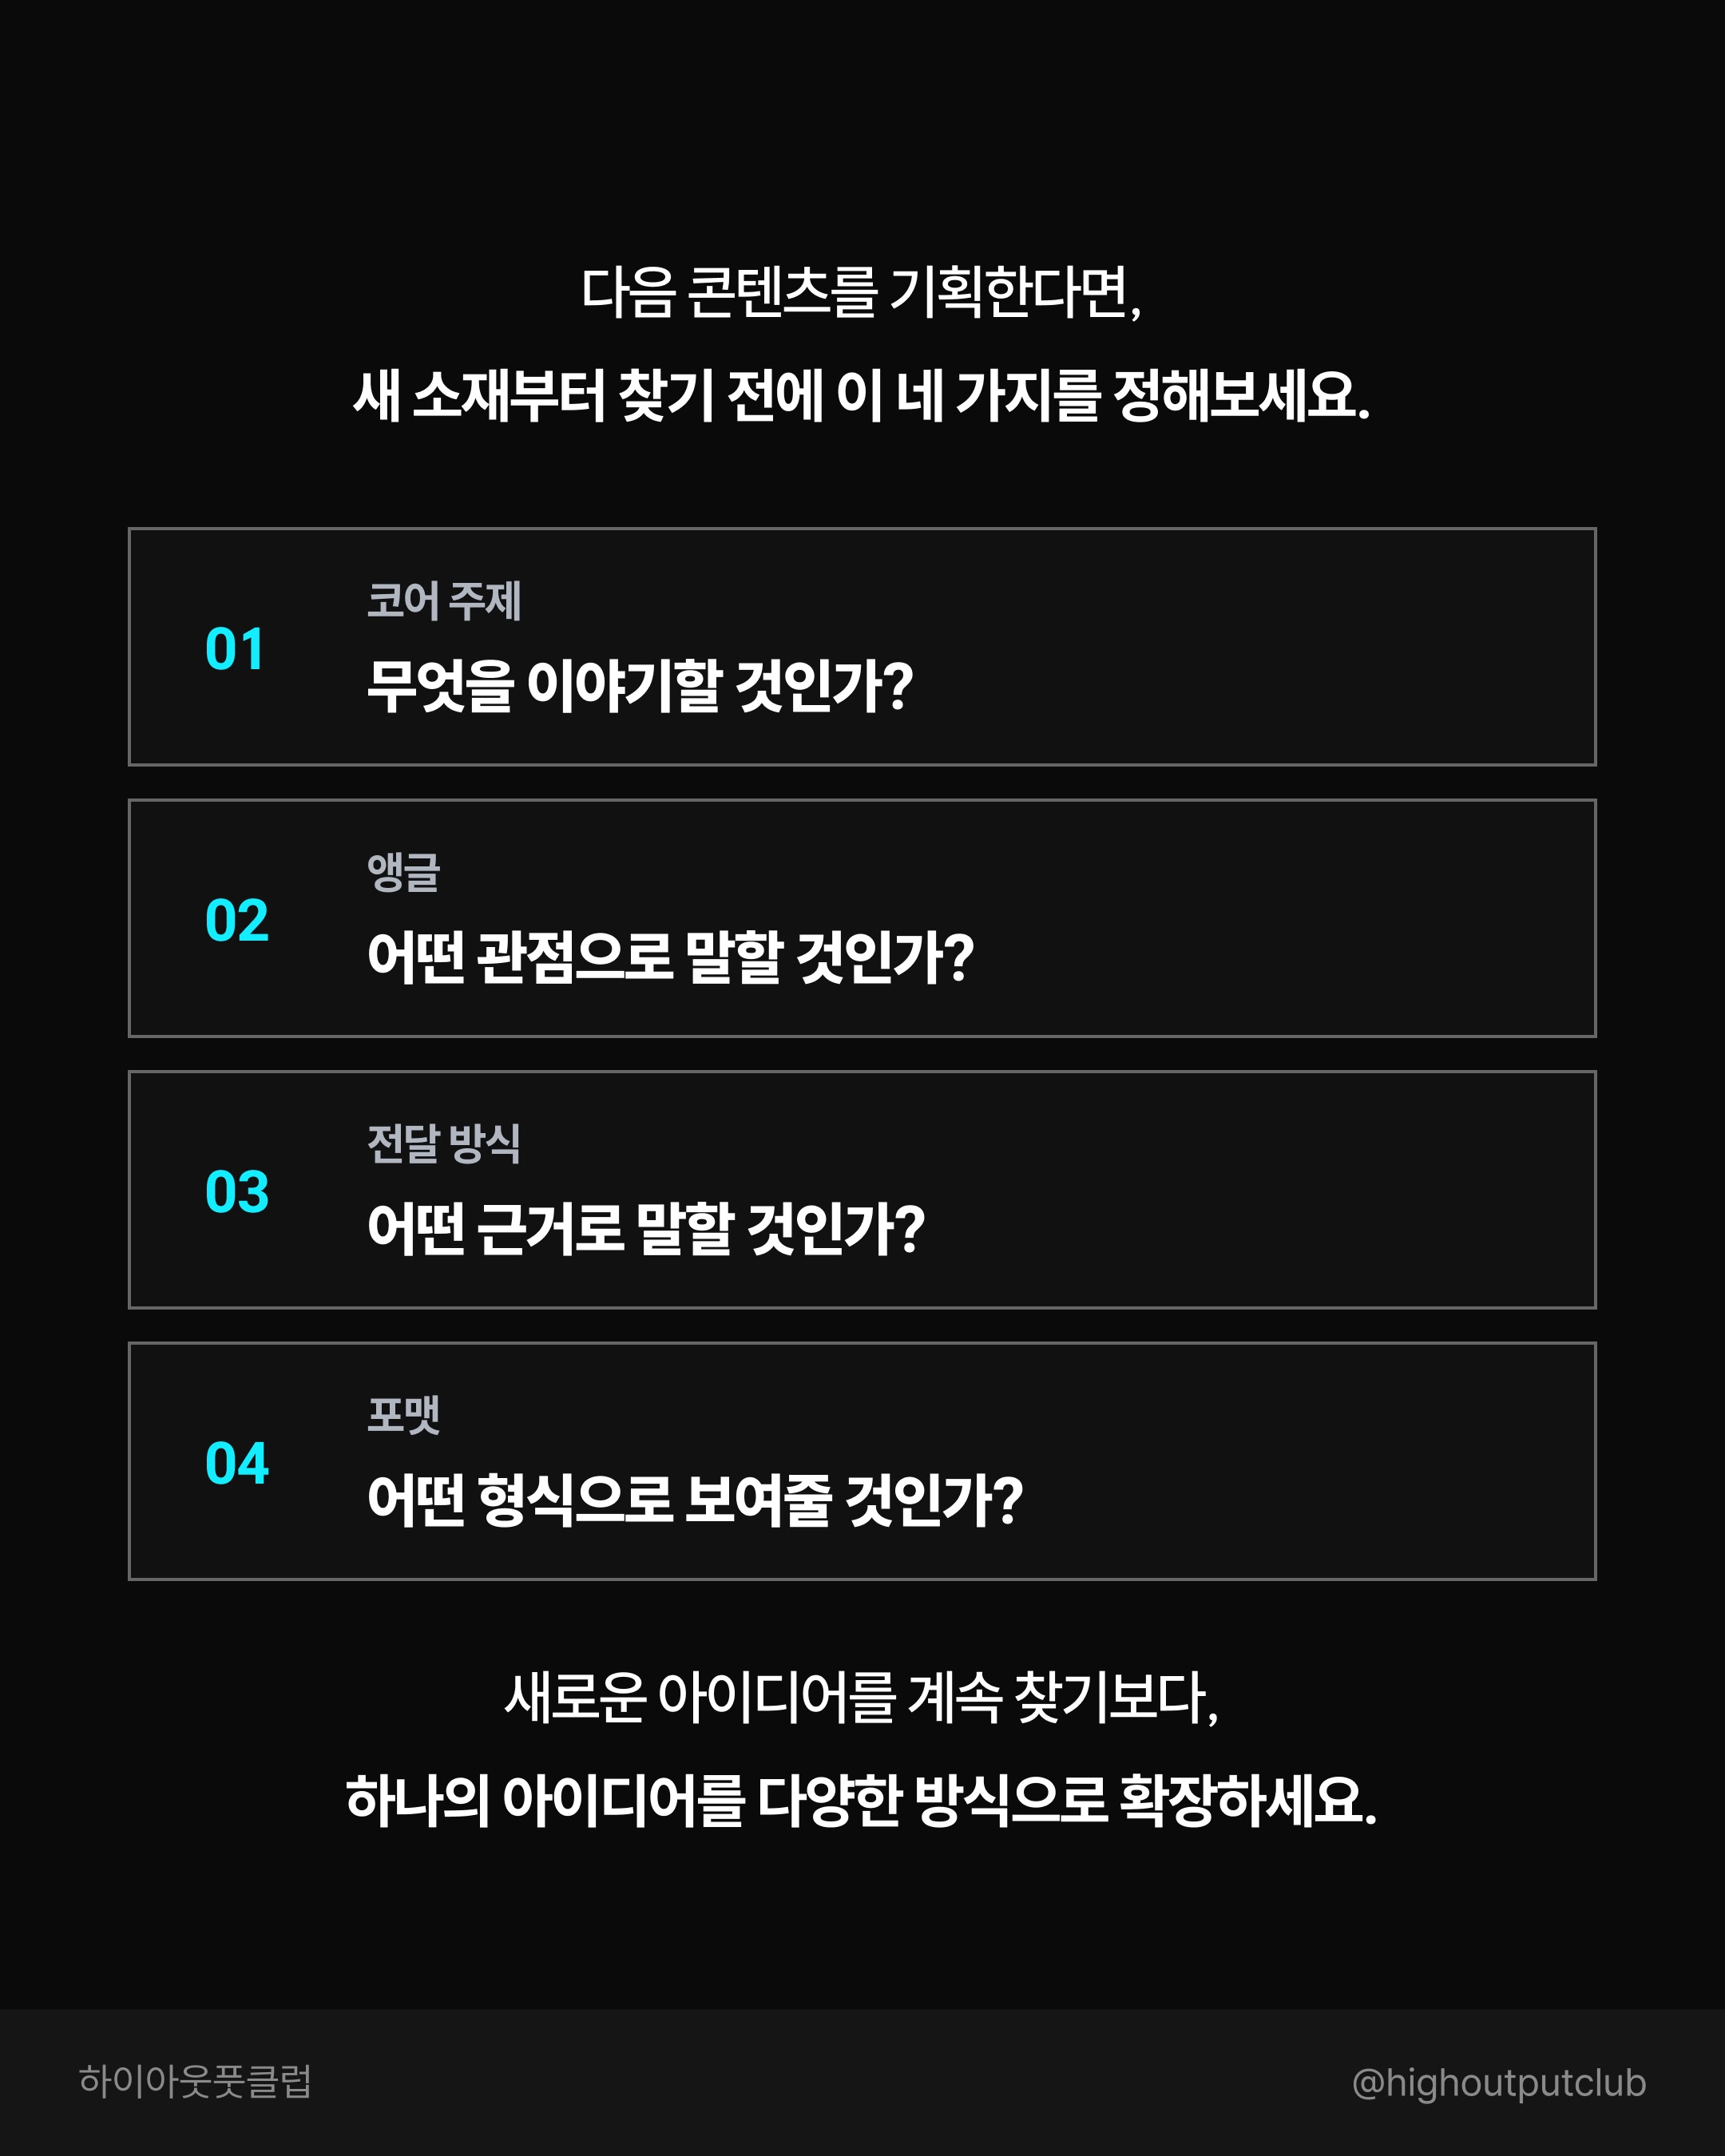 다음 콘텐츠를 기획한다면,
새 소재부터 찾기 전에 이 네 가지를 정해보세요.
01
코어 주제
무엇을 이야기할 것인가?
02
앵글
어떤 관점으로 말할 것인가?
03
전달 방식
어떤 근거로 말할 것인가?
04
포맷
어떤 형식으로 보여줄 것인가?
새로운 아이디어를 계속 찾기보다,
하나의 아이디어를 다양한 방식으로 확장하세요.
하이아웃풋클럽
@highoutputclub